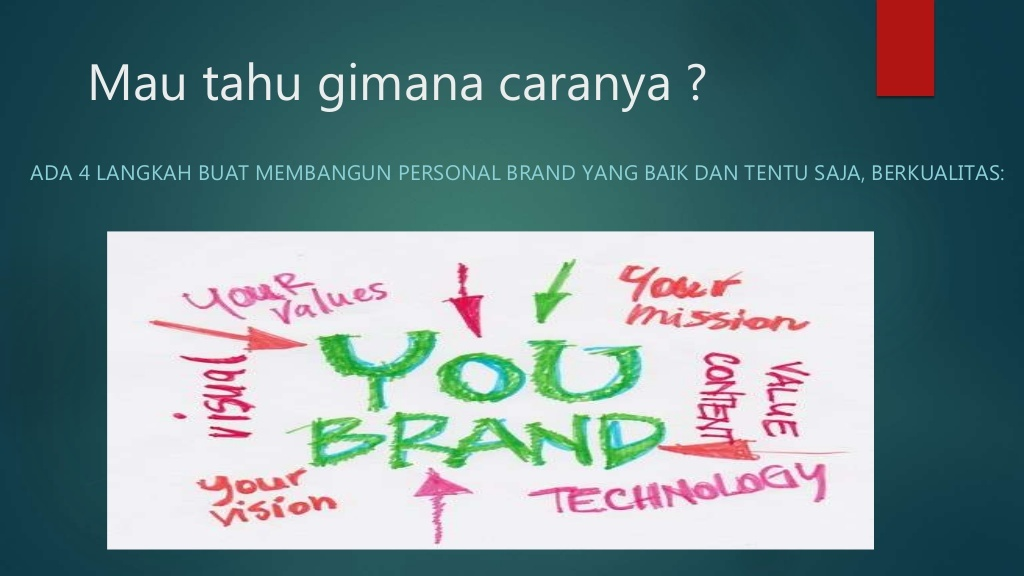 Mau tahu gimana caranya ?
ADA 4 LANGKAH BUAT MEMBANGUN PERSONAL BRAND YANG BAIK DAN TENTU SAJA, BERKUALITAS:
YOUR
values
Your
mission
YOU
BRAND
visual
VALUE
CONTENT
your
vision
TECHNOLOGY